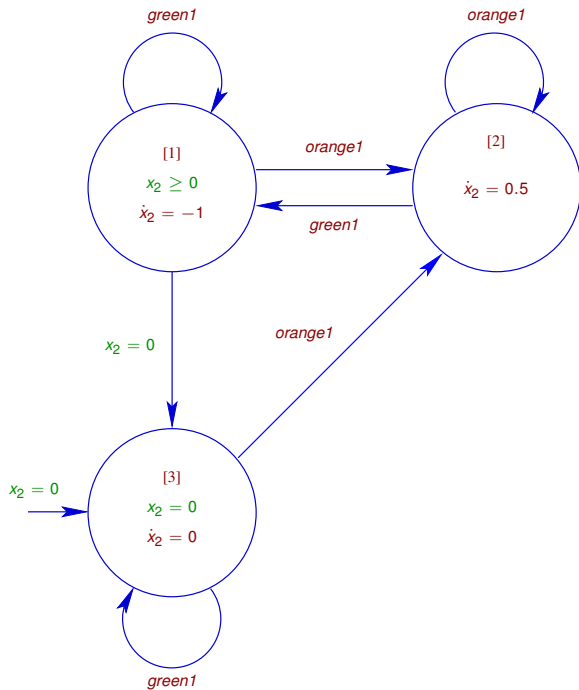 green1
orange1
[1]
x₂ ≥ 0
ẋ₂ = −1
orange1
[2]
ẋ₂ = 0.5
green1
x₂ = 0
orange1
x₂ = 0
[3]
x₂ = 0
ẋ₂ = 0
green1